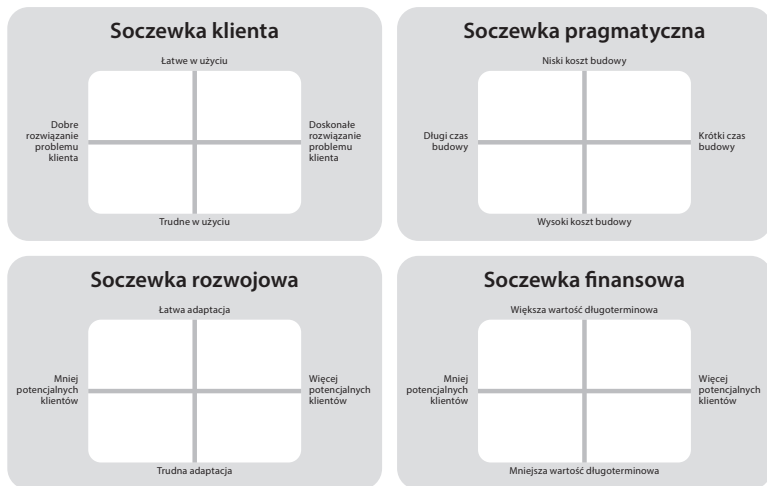 Soczewka klienta
Łatwe w użyciu
Dobre
rozwiązanie
problemu
klienta
Doskonałe
rozwiązanie
problemu
klienta
Trudne w użyciu
Soczewka pragmatyczna
Niski koszt budowy
Długi czas
budowy
Krótki czas
budowy
Wysoki koszt budowy
Soczewka rozwojowa
Łatwa adaptacja
Mniej
potencjalnych
klientów
Więcej
potencjalnych
klientów
Trudna adaptacja
Soczewka finansowa
Większa wartość długoterminowa
Mniej
potencjalnych
klientów
Więcej
potencjalnych
klientów
Mniejsza wartość długoterminowa